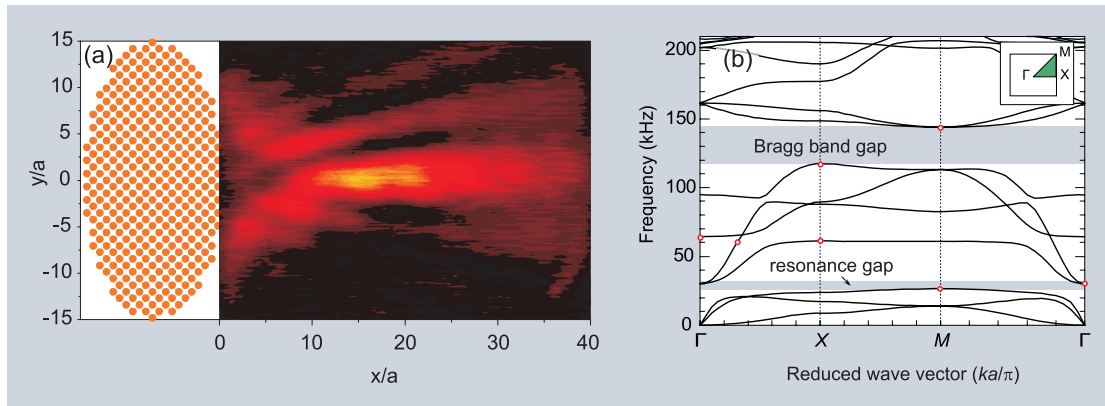 (a)
15
10
5
0
-5
-10
-15
y/a
0
10
20
30
40
x/a
(b)
200
150
100
50
0
Frequency (kHz)
M
Γ
X
Bragg band gap
resonance gap
Γ
X
M
Γ
Reduced wave vector (ka/π)